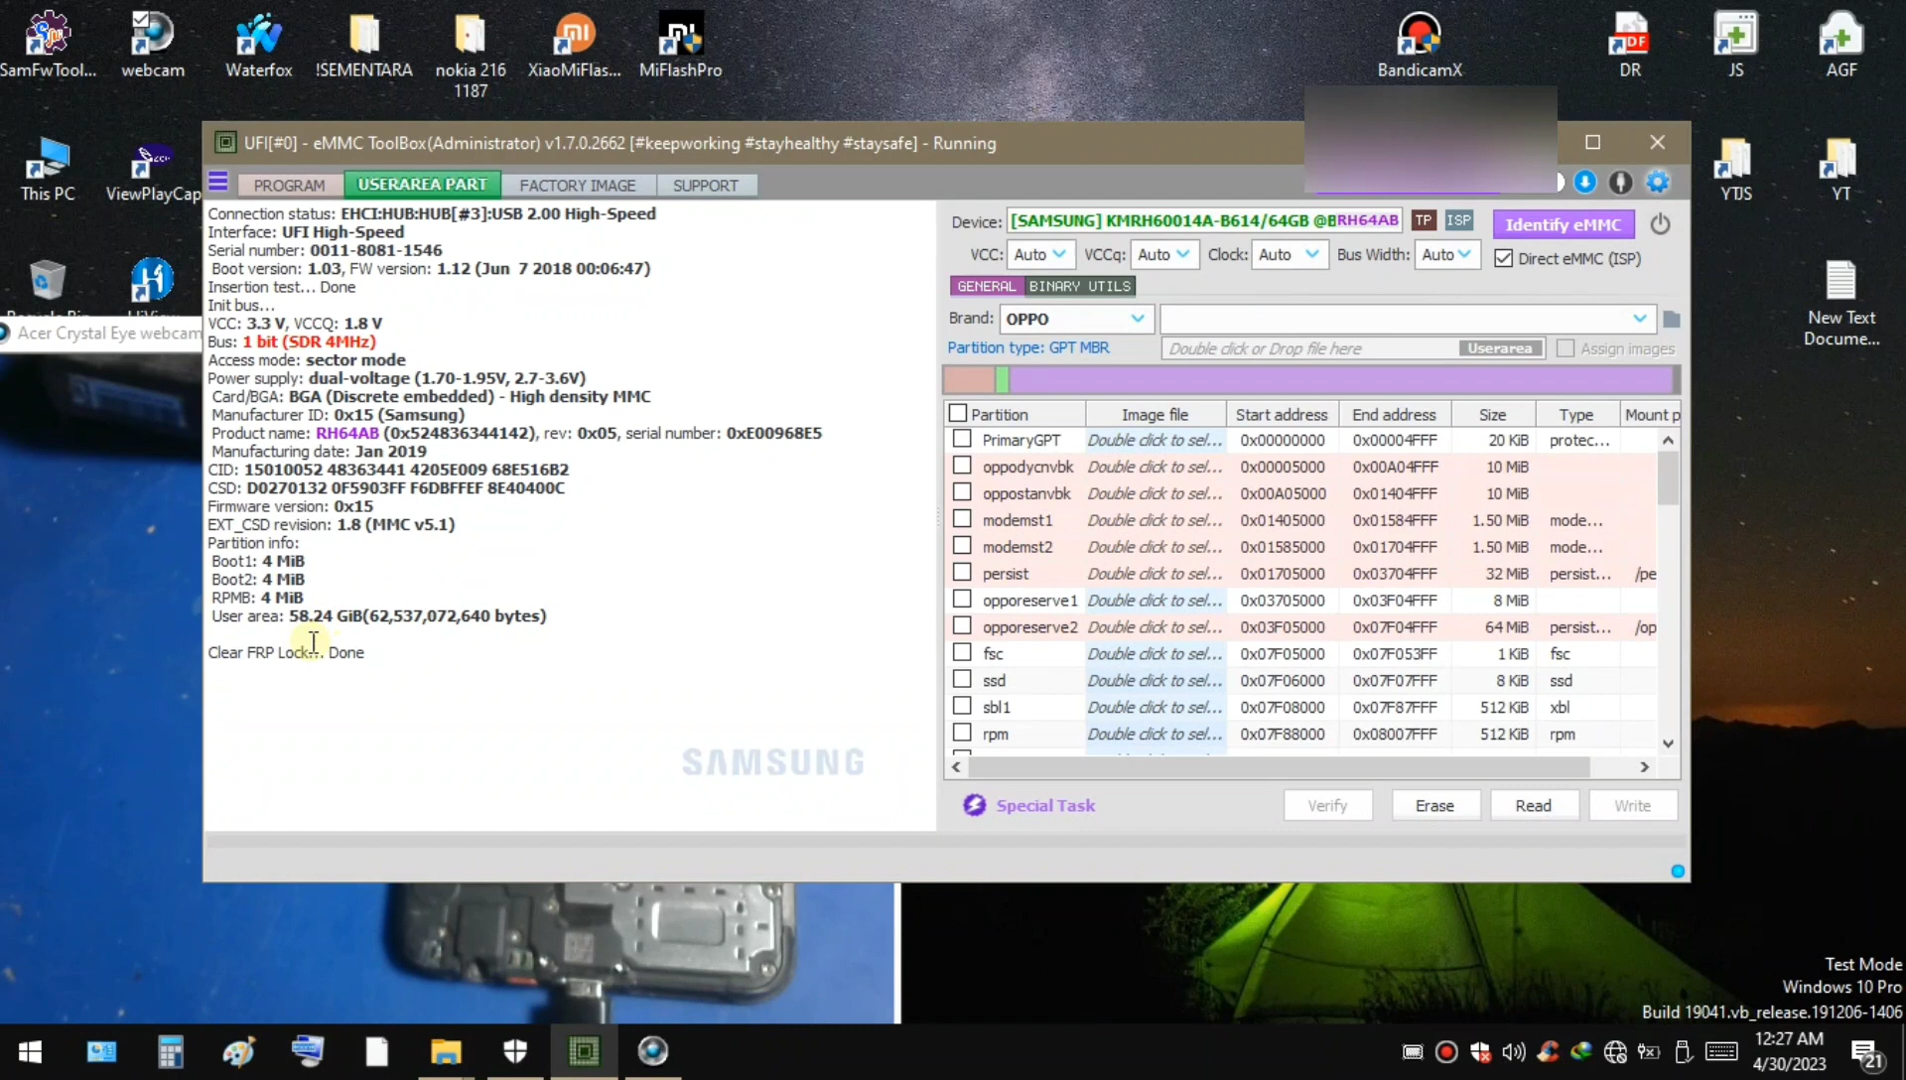 SamFwTool...
webcam
Waterfox
!SEMENTARA
nokia 216
1187
XiaoMiFlas...
MiFlashPro
BandicamX
DR
JS
AGF
This PC
ViewPlayCap
YTJS
YT
New Text
Docume...
Acer Crystal Eye webcam
UFI[#0] - eMMC ToolBox(Administrator) v1.7.0.2662 [#keepworking #stayhealthy #staysafe] - Running
PROGRAM
USERAREA PART
FACTORY IMAGE
SUPPORT
Connection status: EHCI:HUB:HUB[#3]:USB 2.00 High-Speed
Interface: UFI High-Speed
Serial number: 0011-8081-1546
Boot version: 1.03, FW version: 1.12 (Jun  7 2018 00:06:47)
Insertion test... Done
Init bus...
VCC: 3.3 V, VCCQ: 1.8 V
Bus: 1 bit (SDR 4MHz)
Access mode: sector mode
Power supply: dual-voltage (1.70-1.95V, 2.7-3.6V)
Card/BGA: BGA (Discrete embedded) - High density MMC
Manufacturer ID: 0x15 (Samsung)
Product name: RH64AB (0x524836344142), rev: 0x05, serial number: 0xE00968E5
Manufacturing date: Jan 2019
CID: 15010052 48363441 4205E009 68E516B2
CSD: D0270132 0F5903FF F6DBFFEF 8E40400C
Firmware version: 0x15
EXT_CSD revision: 1.8 (MMC v5.1)
Partition info:
Boot1: 4 MiB
Boot2: 4 MiB
RPMB: 4 MiB
User area: 58.24 GiB(62,537,072,640 bytes)
Clear FRP Lock... Done
SAMSUNG
Device: [SAMSUNG] KMRH60014A-B614/64GB @BRH64AB TP ISP Identify eMMC
VCC: Auto VCCq: Auto Clock: Auto Bus Width: Auto Direct eMMC (ISP)
GENERAL BINARY UTILS
Brand: OPPO
Partition type: GPT MBR Double click or Drop file here Userarea Assign images
Partition Image file Start address End address Size Type Mount p
PrimaryGPT Double click to sel... 0x00000000 0x00004FFF 20 KiB protec...
oppodycnvbk Double click to sel... 0x00005000 0x00A04FFF 10 MiB
oppostanvbk Double click to sel... 0x00A05000 0x01404FFF 10 MiB
modemst1 Double click to sel... 0x01405000 0x01584FFF 1.50 MiB mode...
modemst2 Double click to sel... 0x01585000 0x01704FFF 1.50 MiB mode...
persist Double click to sel... 0x01705000 0x03704FFF 32 MiB persist... /pe
opporeserve1 Double click to sel... 0x03705000 0x03F04FFF 8 MiB
opporeserve2 Double click to sel... 0x03F05000 0x07F04FFF 64 MiB persist... /op
fsc Double click to sel... 0x07F05000 0x07F053FF 1 KiB fsc
ssd Double click to sel... 0x07F06000 0x07F07FFF 8 KiB ssd
sbl1 Double click to sel... 0x07F08000 0x07F87FFF 512 KiB xbl
rpm Double click to sel... 0x07F88000 0x08007FFF 512 KiB rpm
Special Task Verify Erase Read Write
Test Mode
Windows 10 Pro
Build 19041.vb_release.191206-1406
12:27 AM
4/30/2023
21